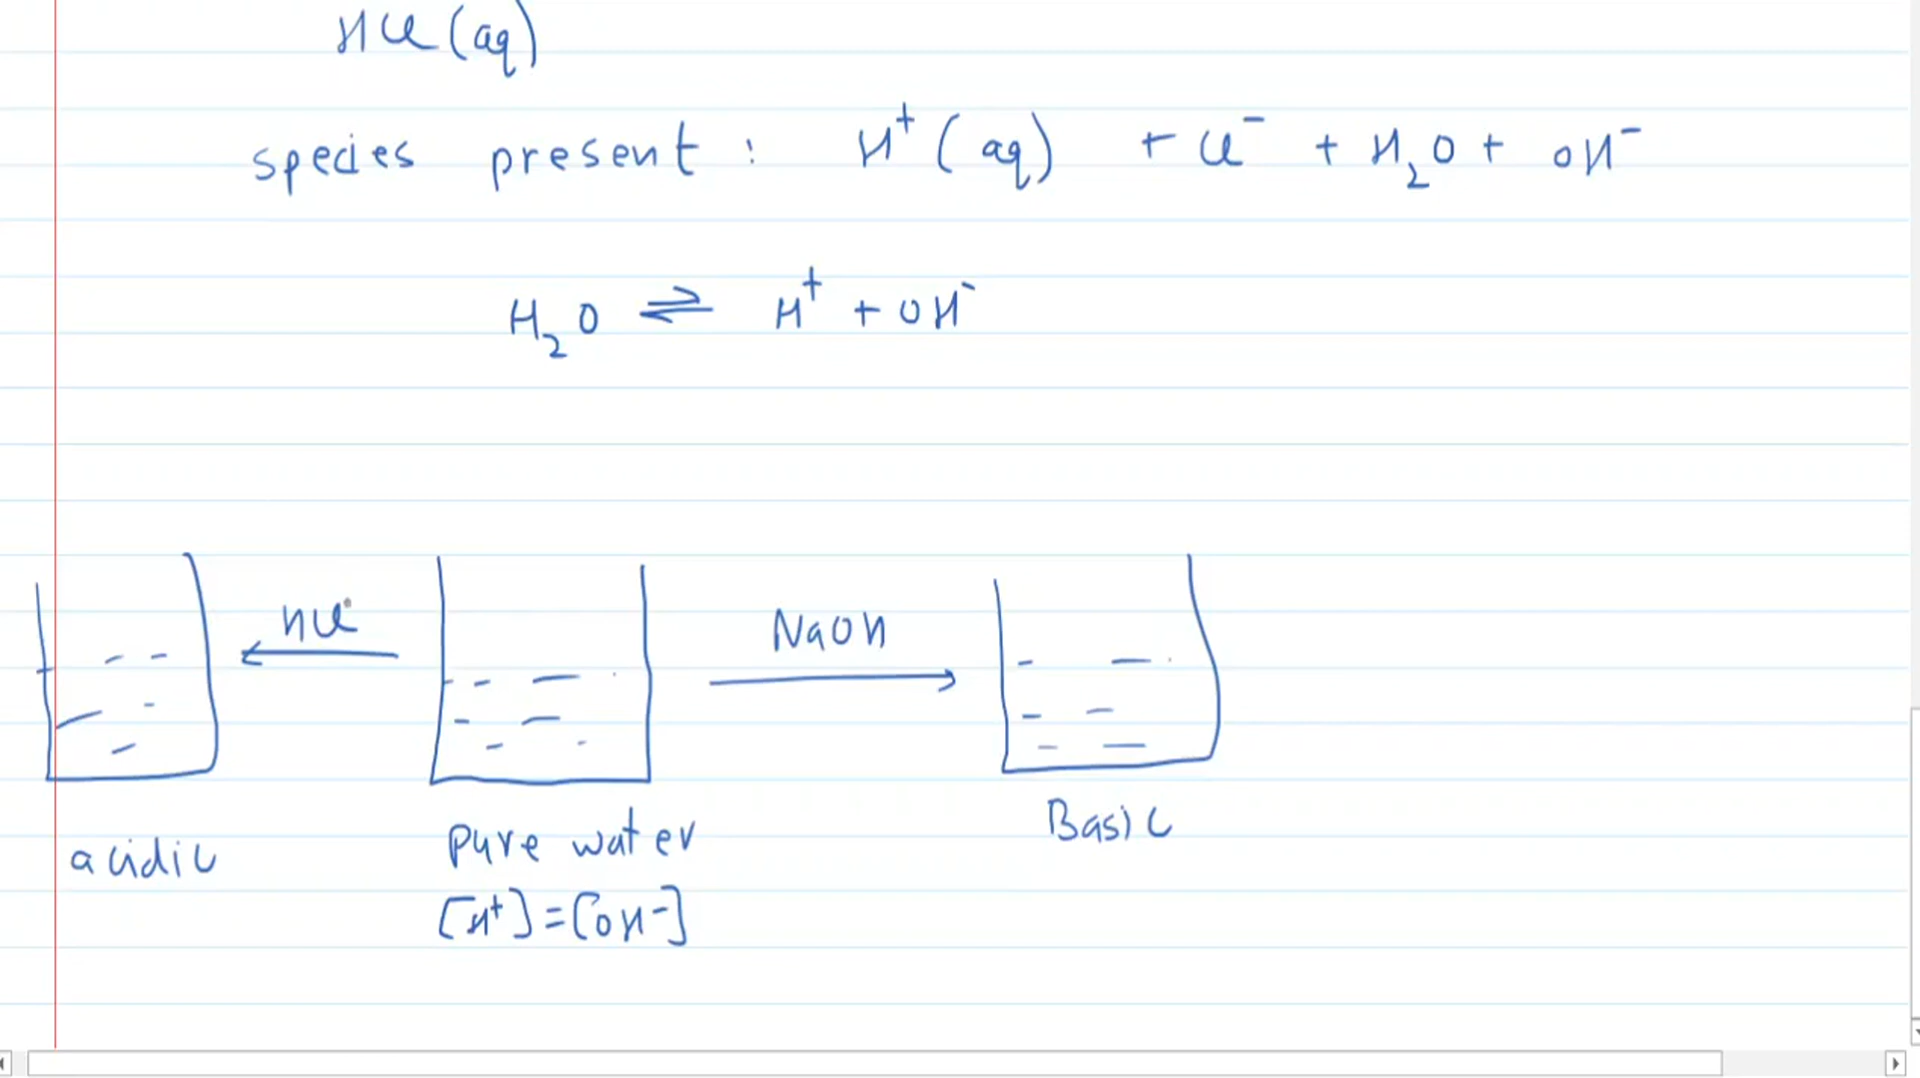 HCl (aq)
species present : H⁺ (aq) + Cl⁻ + H₂O + OH⁻
H₂O ⇌ H⁺ + OH⁻
HCl
NaOH
acidic
pure water
Basic
[H⁺] = [OH⁻]